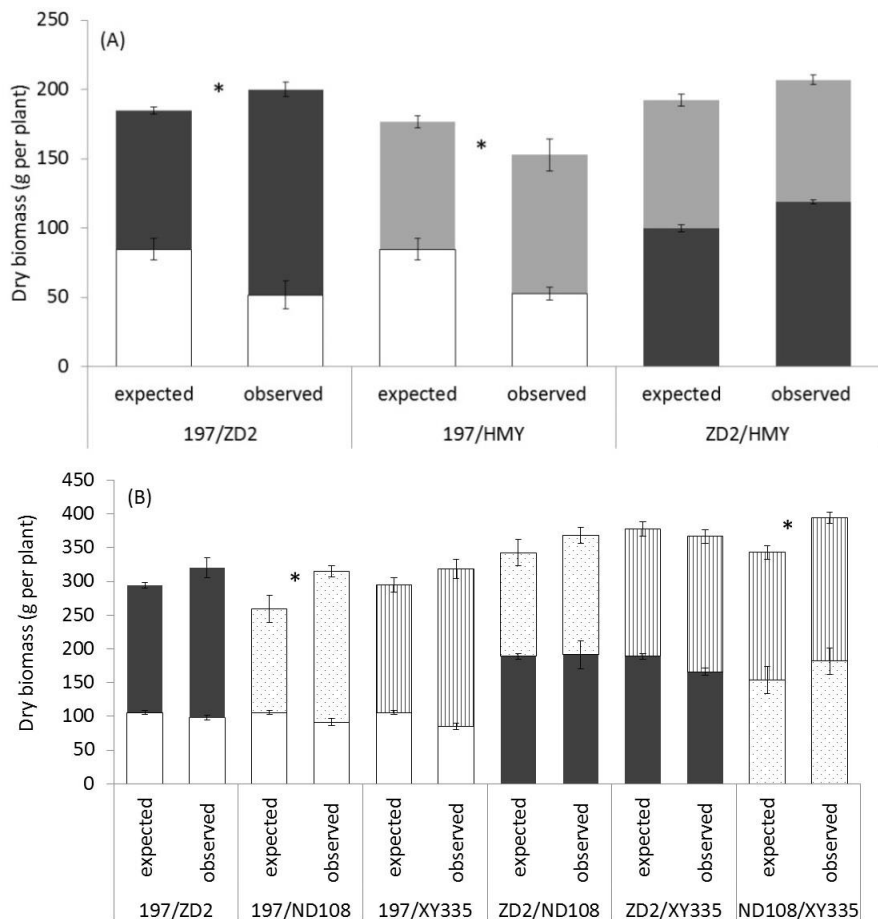 (A)
Dry biomass (g per plant)
250
200
150
100
50
0
*
*
expected observed expected observed expected observed
197/ZD2 197/HMY ZD2/HMY
(B)
Dry biomass (g per plant)
450
400
350
300
250
200
150
100
50
0
*
*
expected observed expected observed expected observed expected observed expected observed expected observed
197/ZD2 197/ND108 197/XY335 ZD2/ND108 ZD2/XY335 ND108/XY335